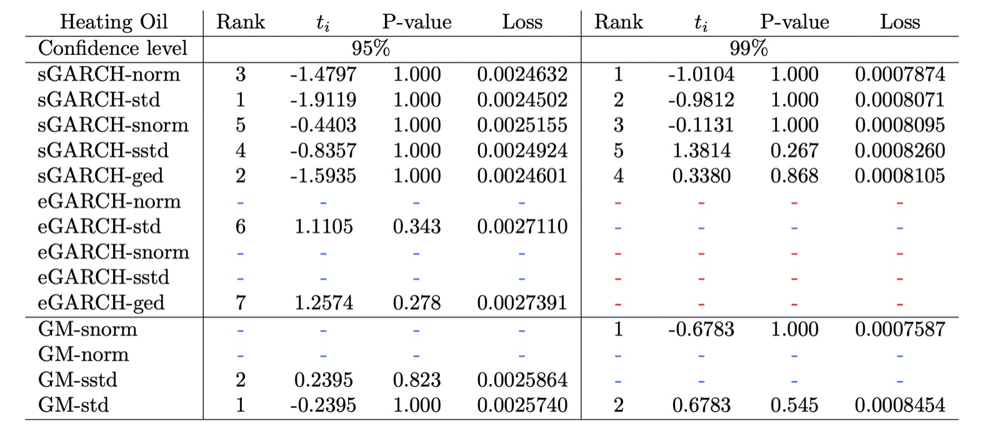 Heating Oil Rank tᵢ P-value Loss Rank tᵢ P-value Loss
Confidence level 95% 99%
sGARCH-norm 3 -1.4797 1.000 0.0024632 1 -1.0104 1.000 0.0007874
sGARCH-std 1 -1.9119 1.000 0.0024502 2 -0.9812 1.000 0.0008071
sGARCH-snorm 5 -0.4403 1.000 0.0025155 3 -0.1131 1.000 0.0008095
sGARCH-sstd 4 -0.8357 1.000 0.0024924 5 1.3814 0.267 0.0008260
sGARCH-ged 2 -1.5935 1.000 0.0024601 4 0.3380 0.868 0.0008105
eGARCH-norm - - - - - - - -
eGARCH-std 6 1.1105 0.343 0.0027110 - - - -
eGARCH-snorm - - - - - - - -
eGARCH-sstd - - - - - - - -
eGARCH-ged 7 1.2574 0.278 0.0027391 - - - -
GM-snorm - - - - 1 -0.6783 1.000 0.0007587
GM-norm - - - - - - - -
GM-sstd 2 0.2395 0.823 0.0025864 - - - -
GM-std 1 -0.2395 1.000 0.0025740 2 0.6783 0.545 0.0008454